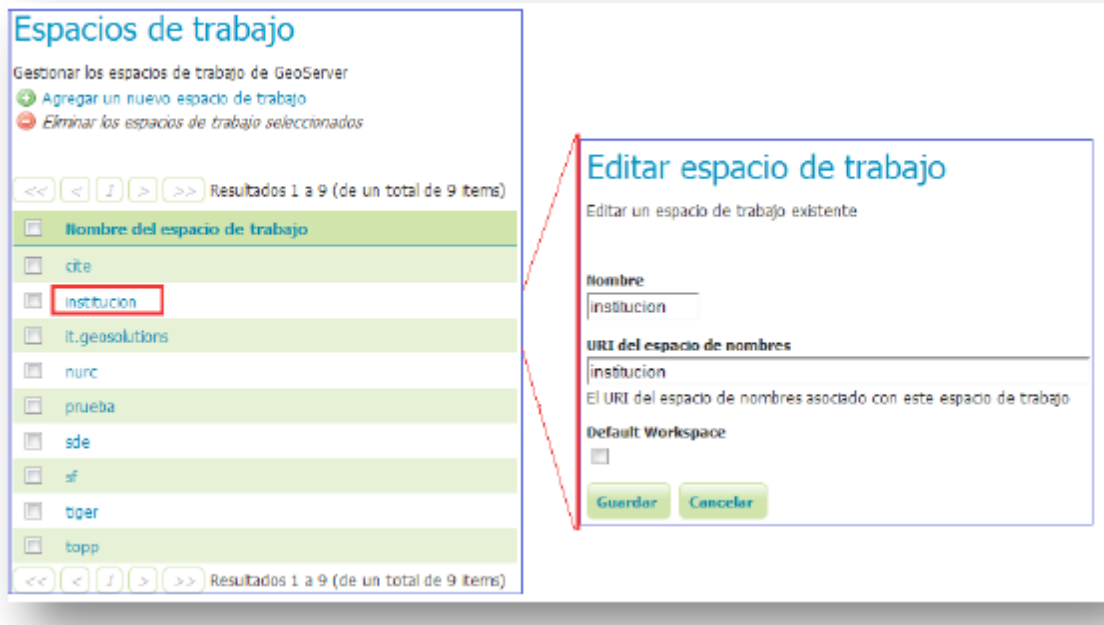 Espacios de trabajo
Gestionar los espacios de trabajo de GeoServer
Agregar un nuevo espacio de trabajo
Eliminar los espacios de trabajo seleccionados
<< < 1 > >> Resultados 1 a 9 (de un total de 9 items)
Nombre del espacio de trabajo
cite
institucion
it.geosolutions
nurc
prueba
sde
sf
tiger
topp
<< < 1 > >> Resultados 1 a 9 (de un total de 9 items)
Editar espacio de trabajo
Editar un espacio de trabajo existente
Nombre
institucion
URI del espacio de nombres
institucion
El URI del espacio de nombres asociado con este espacio de trabajo
Default Workspace
Guardar Cancelar